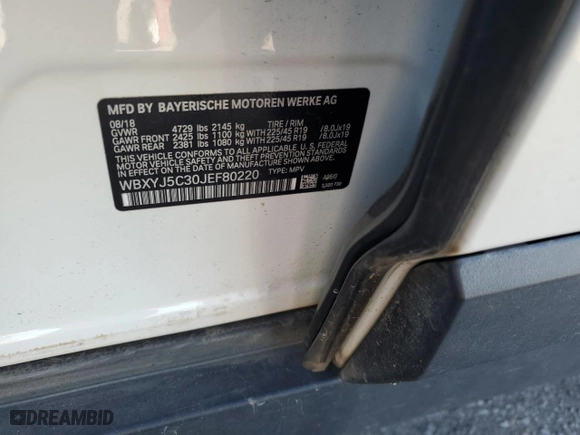 MFD BY BAYERISCHE MOTOREN WERKE AG
08/18
GVWR 4729 lbs 2145 kg TIRE / RIM
GAWR FRONT 2425 lbs 1100 kg WITH 225/45 R19 /8.0Jx19
GAWR REAR 2381 lbs 1080 kg WITH 225/45 R19 /8.0Jx19
THIS VEHICLE CONFORMS TO ALL APPLICABLE U.S. FEDERAL
MOTOR VEHICLE SAFETY, BUMPER, AND THEFT PREVENTION STANDARDS
IN EFFECT ON THE DATE OF MANUFACTURE SHOWN ABOVE.
WBXYJ5C30JEF80220 TYPE: MPV
DREAMBID